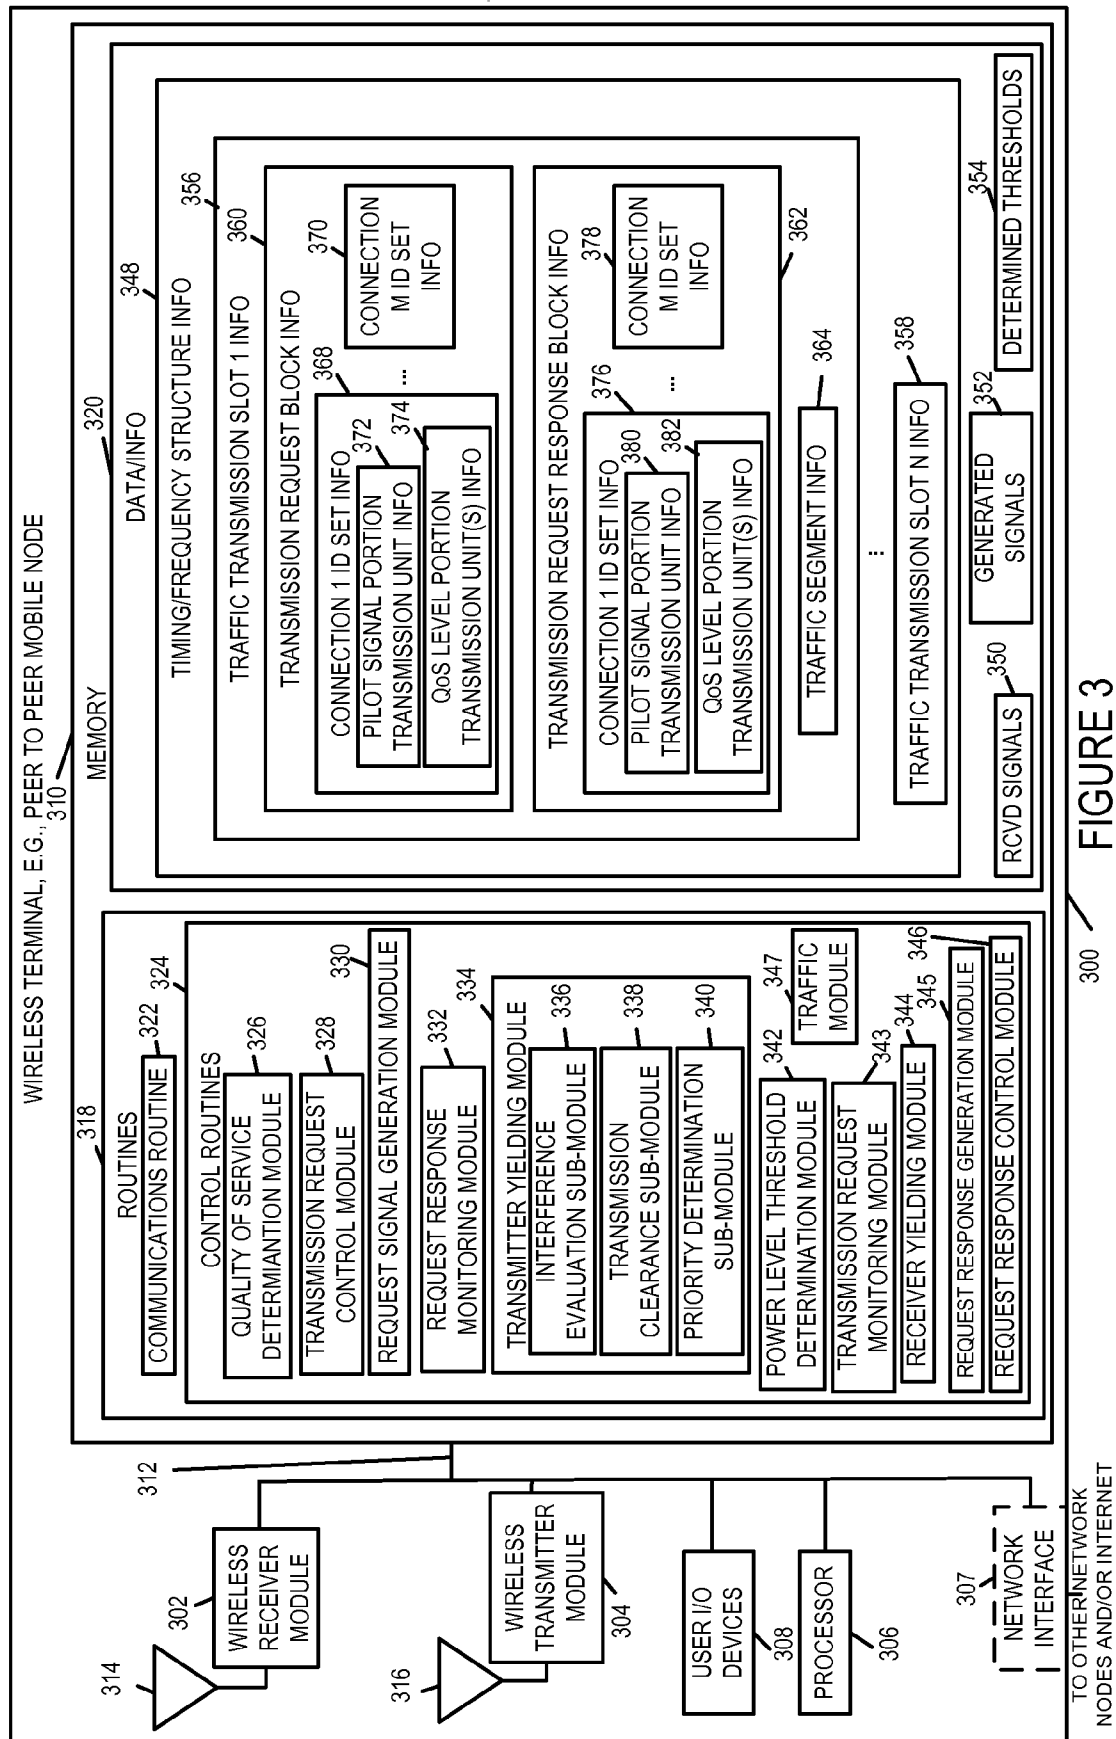 WIRELESS TERMINAL, E.G., PEER TO PEER MOBILE NODE
310
314
302
WIRELESS
RECEIVER
MODULE
316
WIRELESS
TRANSMITTER
MODULE
304
USER I/O
DEVICES
308
PROCESSOR
306
307
NETWORK
INTERFACE
TO OTHER NETWORK
NODES AND/OR INTERNET
312
MEMORY
318
ROUTINES
322
COMMUNICATIONS ROUTINE
324
CONTROL ROUTINES
326
QUALITY OF SERVICE
DETERMIANTION MODULE
328
TRANSMISSION REQUEST
CONTROL MODULE
330
REQUEST SIGNAL GENERATION MODULE
332
REQUEST RESPONSE
MONITORING MODULE
334
TRANSMITTER YIELDING MODULE
336
INTERFERENCE
EVALUATION SUB-MODULE
338
TRANSMISSION
CLEARANCE SUB-MODULE
340
PRIORITY DETERMINATION
SUB-MODULE
342
POWER LEVEL THRESHOLD
DETERMINATION MODULE
347
TRAFFIC
MODULE
343
TRANSMISSION REQUEST
MONITORING MODULE
344
RECEIVER YIELDING MODULE
345
REQUEST RESPONSE GENERATION MODULE
346
REQUEST RESPONSE CONTROL MODULE
320
DATA/INFO
348
TIMING/FREQUENCY STRUCTURE INFO
356
TRAFFIC TRANSMISSION SLOT 1 INFO
360
TRANSMISSION REQUEST BLOCK INFO
368
CONNECTION 1 ID SET INFO
372
PILOT SIGNAL PORTION
TRANSMISSION UNIT INFO
374
QoS LEVEL PORTION
TRANSMISSION UNIT(S) INFO
...
370
CONNECTION
M ID SET
INFO
TRANSMISSION REQUEST RESPONSE BLOCK INFO
362
376
CONNECTION 1 ID SET INFO
380
PILOT SIGNAL PORTION
TRANSMISSION UNIT INFO
382
QoS LEVEL PORTION
TRANSMISSION UNIT(S) INFO
...
378
CONNECTION
M ID SET
INFO
364
TRAFFIC SEGMENT INFO
...
358
TRAFFIC TRANSMISSION SLOT N INFO
350
RCVD SIGNALS
352
GENERATED
SIGNALS
354
DETERMINED THRESHOLDS
300
FIGURE 3